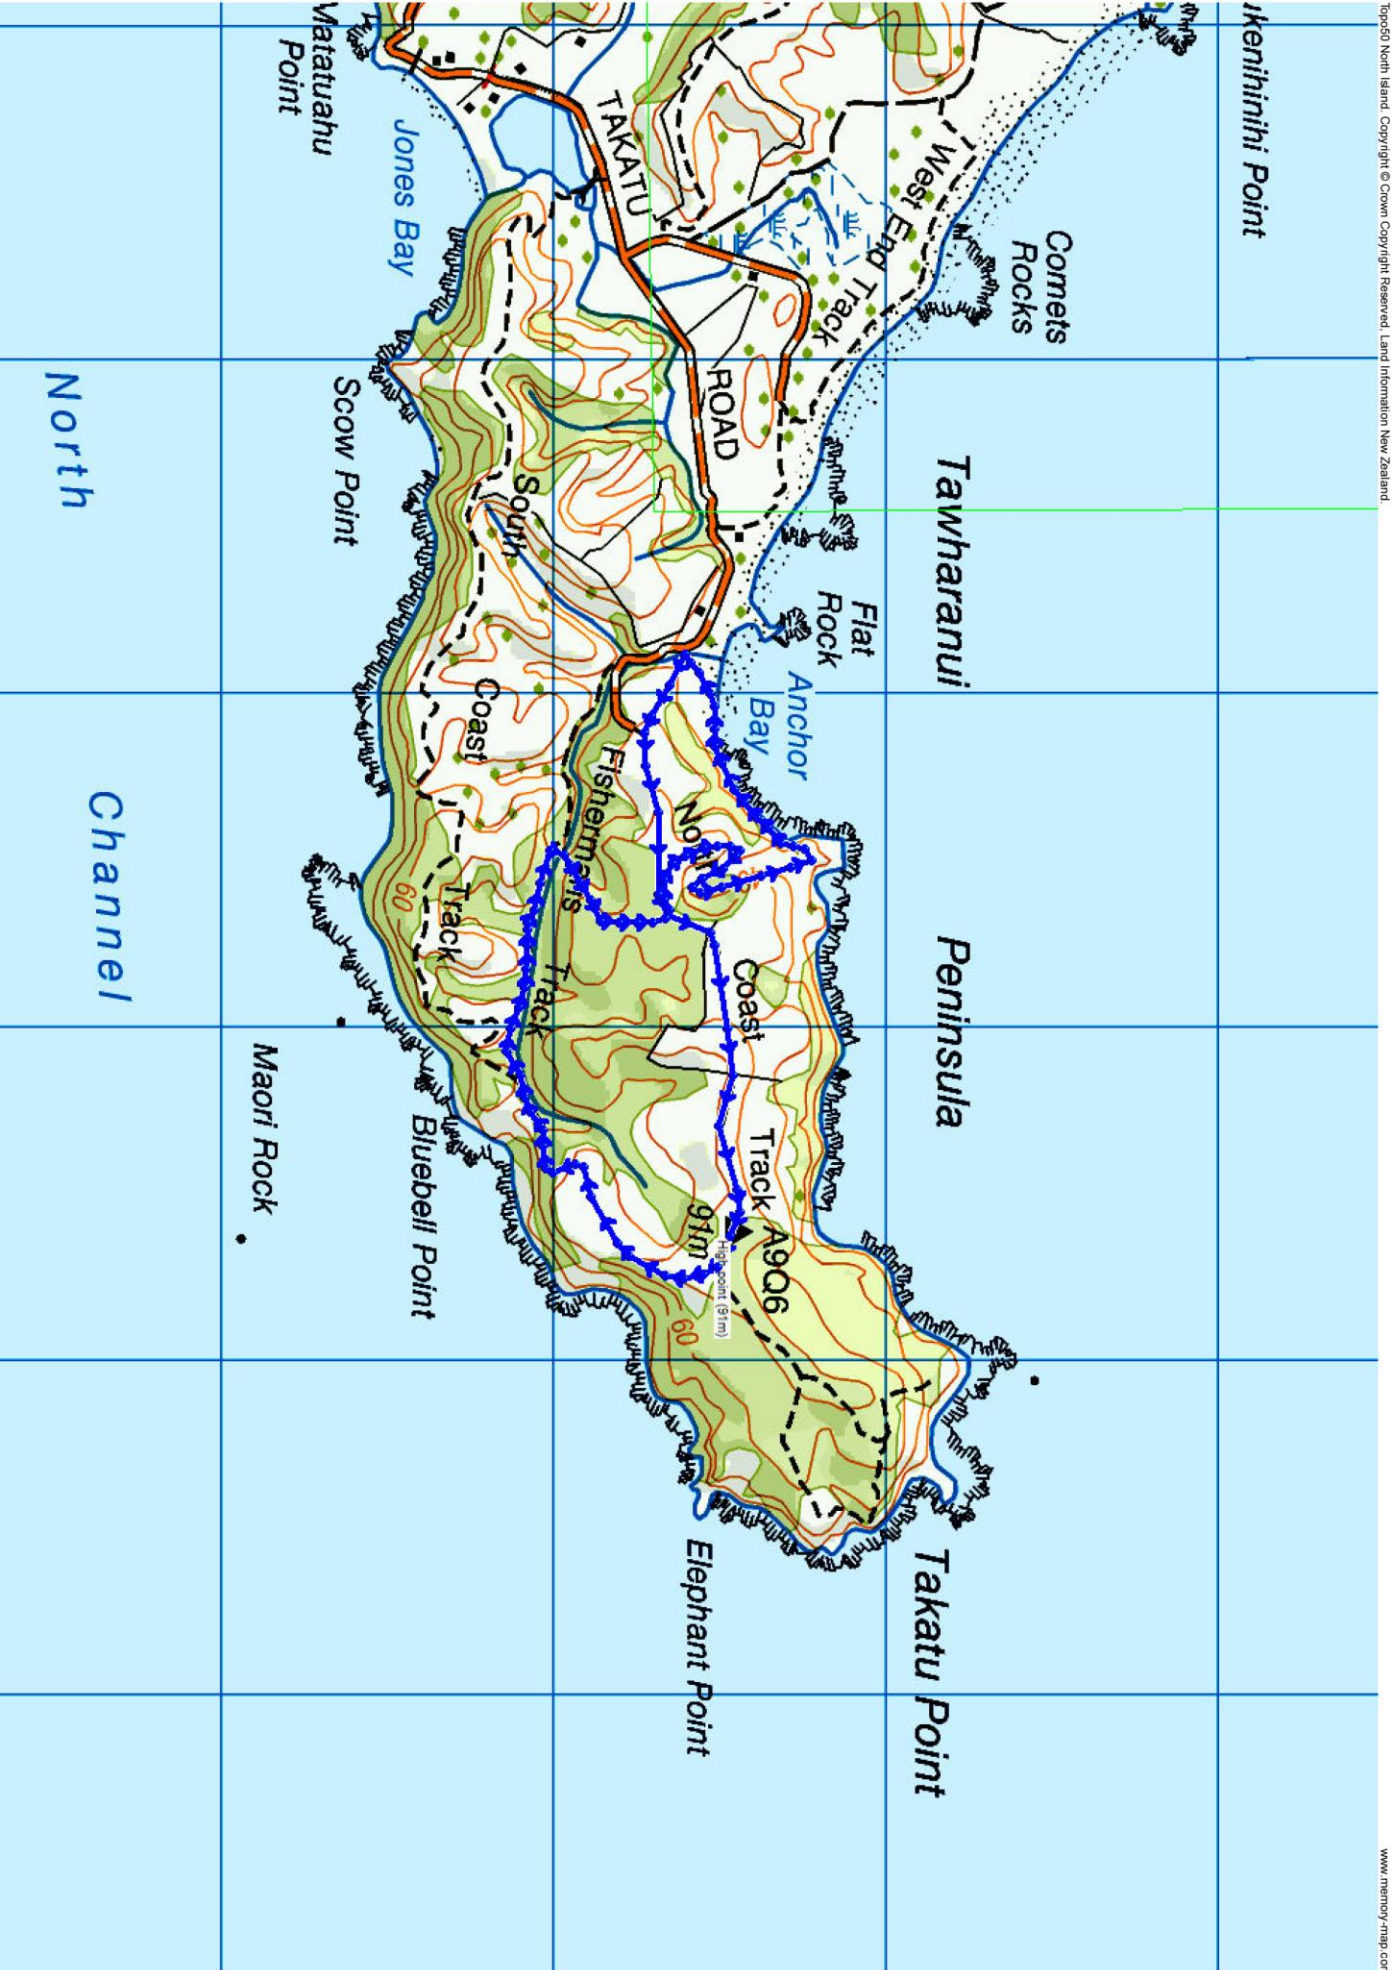 Topo50 North Island. Copyright © Crown Copyright Reserved. Land Information New Zealand.
www.memory-map.co
kenihinihi Point
Comets
Rocks
West End Track
Tawharanui
Peninsula
Takatu Point
Flat
Rock
Anchor
Bay
TAKATU
ROAD
North
Coast
Track
A9Q6
91m
High point (91m)
Matatuahu
Point
Jones Bay
Scow Point
South
Coast
Track
Fishermans
Track
60
60
Elephant Point
Bluebell Point
Maori Rock
North
Channel